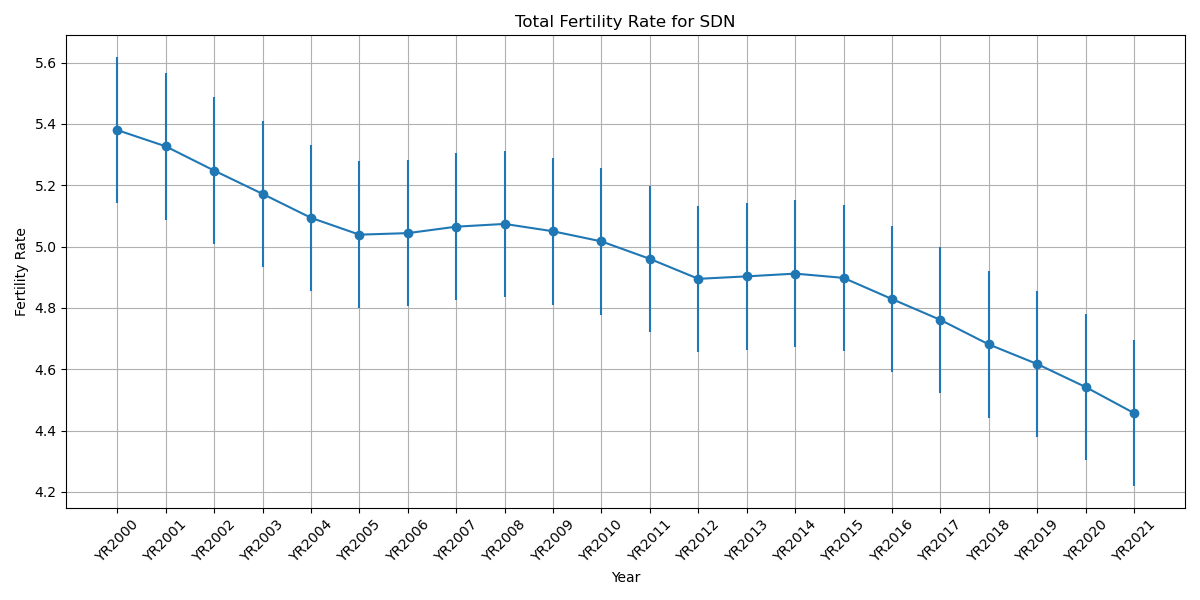 Total Fertility Rate for SDN
Fertility Rate
5.6
5.4
5.2
5.0
4.8
4.6
4.4
4.2
YR2000
YR2001
YR2002
YR2003
YR2004
YR2005
YR2006
YR2007
YR2008
YR2009
YR2010
YR2011
YR2012
YR2013
YR2014
YR2015
YR2016
YR2017
YR2018
YR2019
YR2020
YR2021
Year